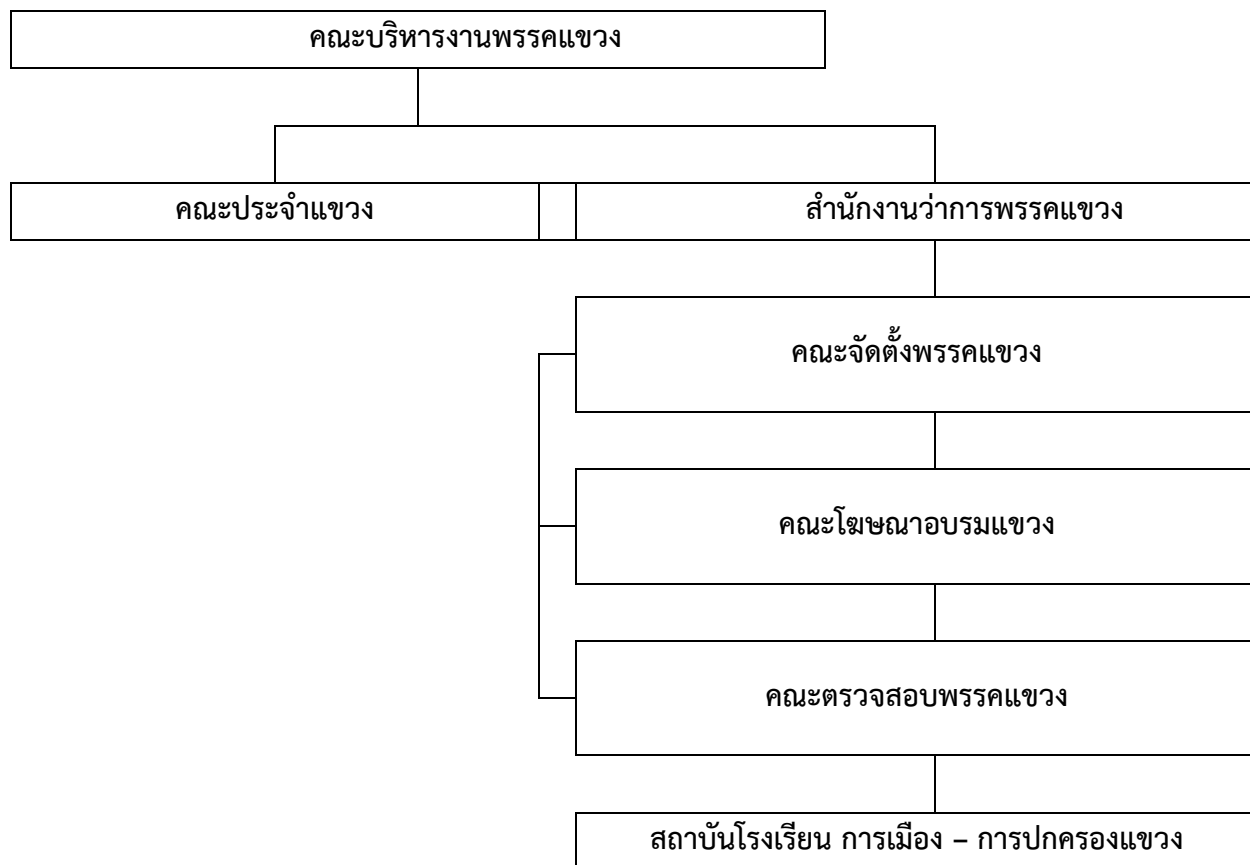 คณะบริหารงานพรรคแขวง
คณะประจำแขวง
สำนักงานว่าการพรรคแขวง
คณะจัดตั้งพรรคแขวง
คณะโฆษณาอบรมแขวง
คณะตรวจสอบพรรคแขวง
สถาบันโรงเรียน การเมือง – การปกครองแขวง